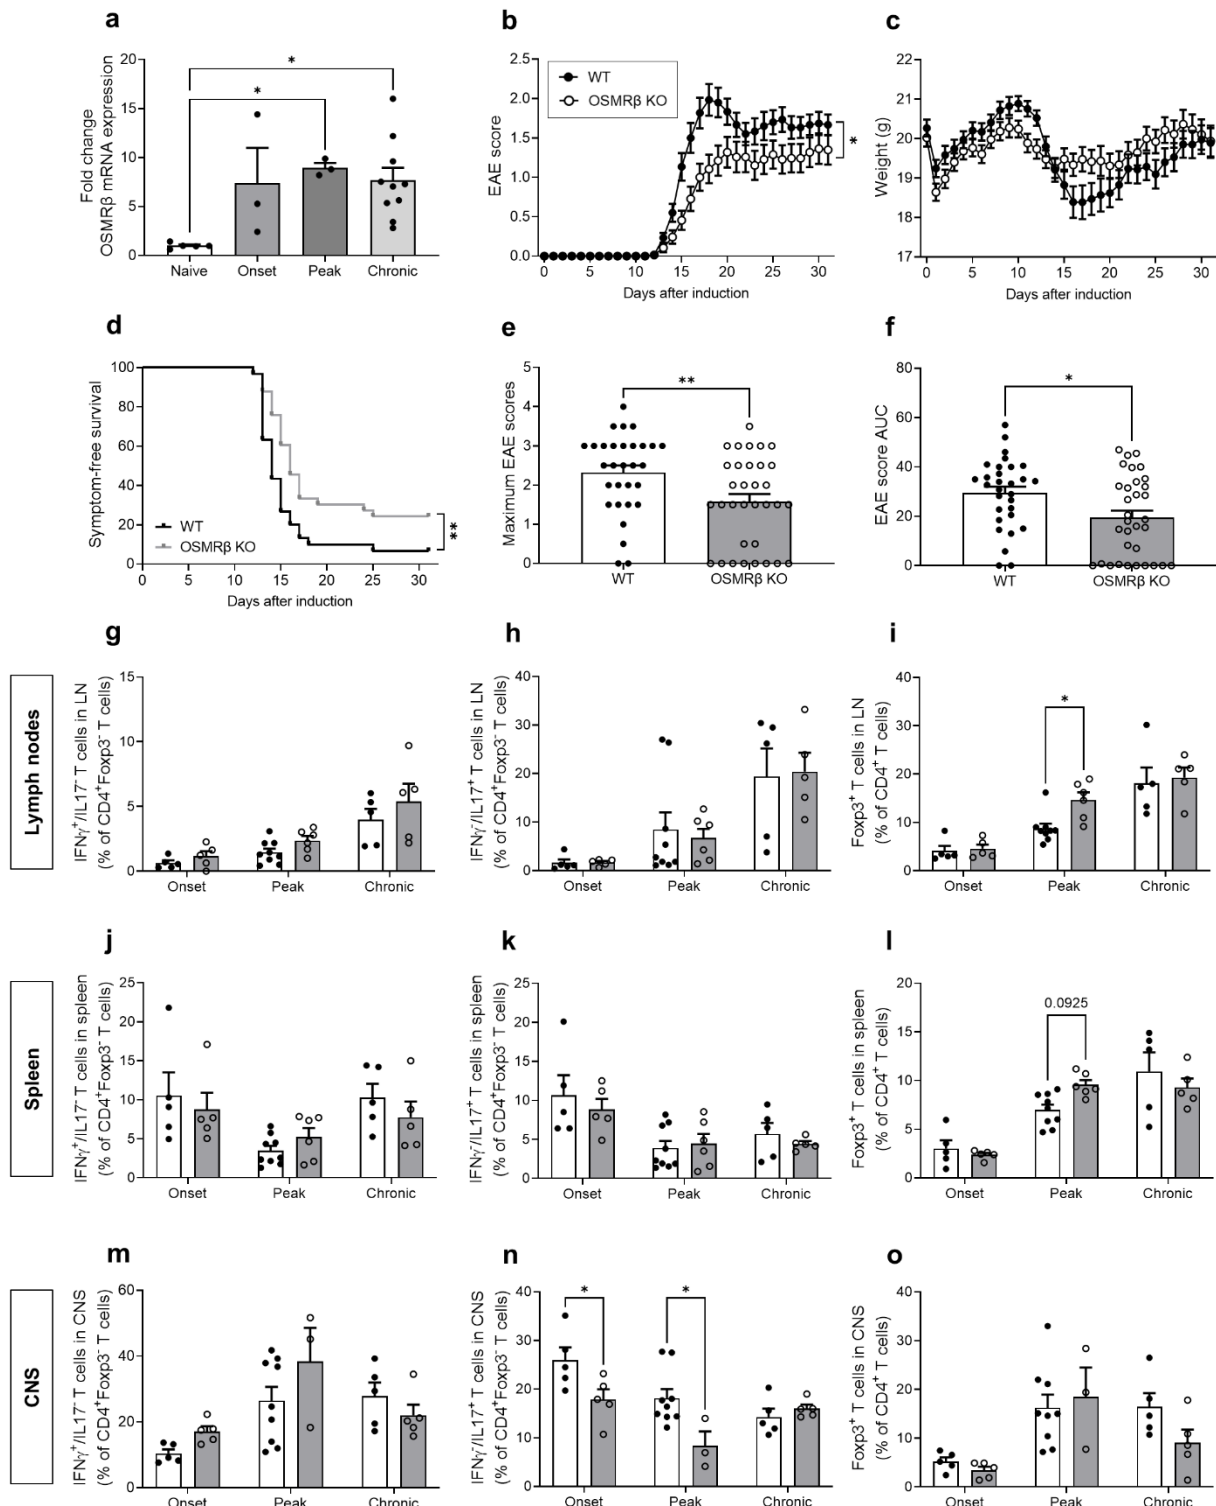 a
Fold change
OSMRβ mRNA expression
20
15
10
5
0
*
*
Naive
Onset
Peak
Chronic
b
EAE score
2.5
2.0
1.5
1.0
0.5
0.0
WT
OSMRβ KO
*
0
5
10
15
20
25
30
Days after induction
c
Weight (g)
22
21
20
19
18
17
0
5
10
15
20
25
30
Days after induction
d
Symptom-free survival
100
80
60
40
20
0
WT
OSMRβ KO
**
0
5
10
15
20
25
30
Days after induction
e
Maximum EAE scores
5
4
3
2
1
0
**
WT
OSMRβ KO
f
EAE score AUC
80
60
40
20
0
*
WT
OSMRβ KO
Lymph nodes
g
IFNγ⁺/IL17⁻ T cells in LN
(% of CD4⁺Foxp3⁻ T cells)
15
10
5
0
Onset
Peak
Chronic
h
IFNγ⁻/IL17⁺ T cells in LN
(% of CD4⁺Foxp3⁻ T cells)
40
30
20
10
0
Onset
Peak
Chronic
i
Foxp3⁺ T cells in LN
(% of CD4⁺ T cells)
40
30
20
10
0
*
Onset
Peak
Chronic
Spleen
j
IFNγ⁺/IL17⁻ T cells in spleen
(% of CD4⁺Foxp3⁻ T cells)
25
20
15
10
5
0
Onset
Peak
Chronic
k
IFNγ⁻/IL17⁺ T cells in spleen
(% of CD4⁺Foxp3⁻ T cells)
25
20
15
10
5
0
Onset
Peak
Chronic
l
Foxp3⁺ T cells in spleen
(% of CD4⁺ T cells)
20
15
10
5
0
0.0925
Onset
Peak
Chronic
CNS
m
IFNγ⁺/IL17⁻ T cells in CNS
(% of CD4⁺Foxp3⁻ T cells)
60
40
20
0
Onset
Peak
Chronic
n
IFNγ⁻/IL17⁺ T cells in CNS
(% of CD4⁺Foxp3⁻ T cells)
40
30
20
10
0
*
*
Onset
Peak
Chronic
o
Foxp3⁺ T cells in CNS
(% of CD4⁺ T cells)
40
30
20
10
0
Onset
Peak
Chronic